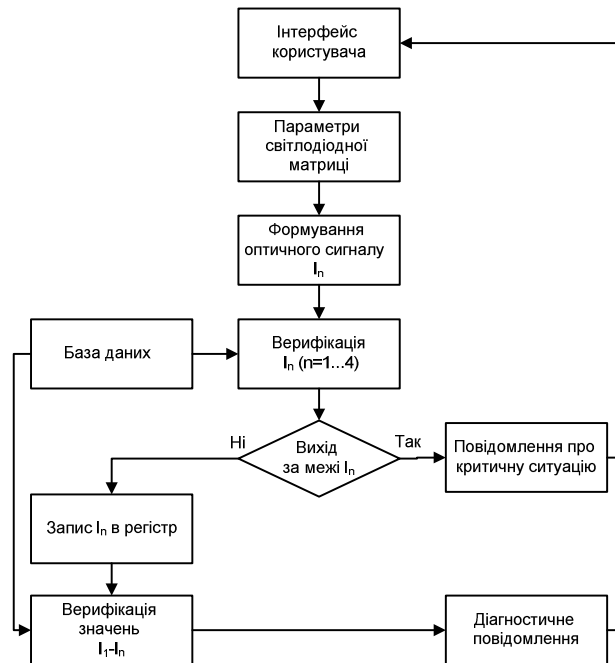 Інтерфейс
користувача
Параметри
світлодіодної
матриці
Формування
оптичного сигналу
Iₙ
База даних
Верифікація
Iₙ (n=1...4)
Ні
Вихід
за межі Iₙ
Так
Повідомлення про
критичну ситуацію
Запис Iₙ в регістр
Верифікація
значень
I₁-Iₙ
Діагностичне
повідомлення